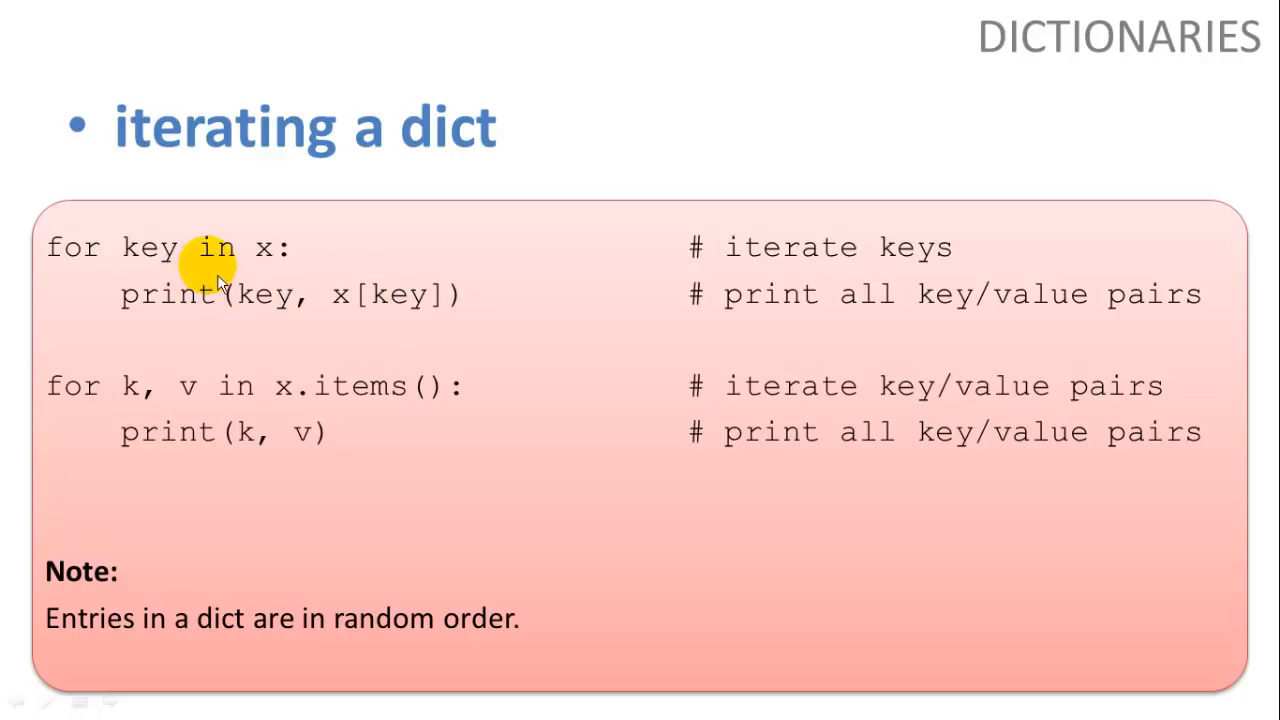 DICTIONARIES
• iterating a dict
for key in x: # iterate keys
    print(key, x[key]) # print all key/value pairs
for k, v in x.items(): # iterate key/value pairs
    print(k, v) # print all key/value pairs
Note:
Entries in a dict are in random order.